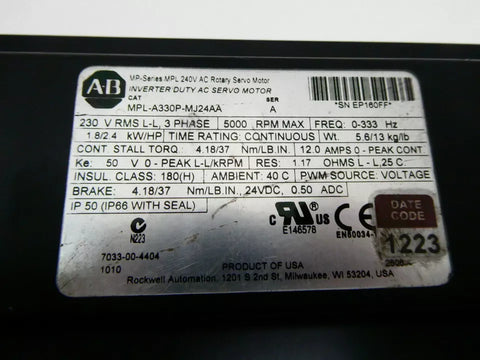 AB
MP-Series MPL 240V AC Rotary Servo Motor
INVERTER DUTY AC SERVO MOTOR
CAT
SER
MPL-A330P-MJ24AA A
*SN EP160FF*
230 V RMS L-L, 3 PHASE 5000 RPM MAX FREQ: 0-333 Hz
1.8/2.4 kW/HP TIMING RATE: CONTINUOUS Wt. 5.6/13 kg/lb
CONT. STALL TORQ: 4.18/37 Nm/LB.IN. 12.0 AMPS 0 - PEAK
Ke: 50 V 0 - PEAK L-L/kRPM RES: 1.17 OHMS L - L,25 C
INSUL. CLASS: 180(H) AMBIENT: 40 C PWM SOURCE: VOLTAGE
BRAKE: 4.18/37 Nm/LB.IN., 24VDC, 0.50 ADC
IP 50 (IP66 WITH SEAL)
N223
c UL US
E146578
CE
EN60034-
DATE
CODE
1223
7033-00-4404
1010
PRODUCT OF USA
Rockwell Automation, 1201 S 2nd St, Milwaukee, WI 53204, USA